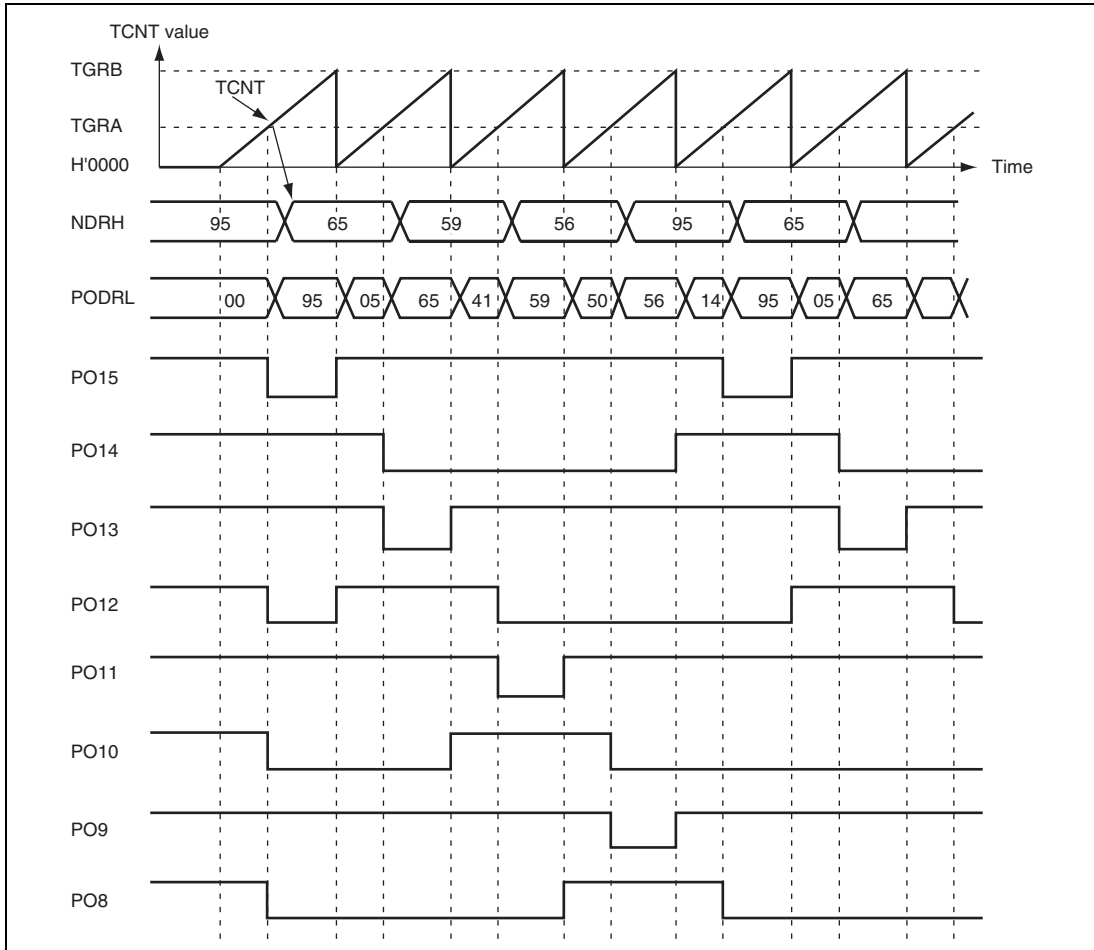 TCNT value
TGRB
TCNT
TGRA
H'0000
Time
NDRH 95 65 59 56 95 65
PODRL 00 95 05 65 41 59 50 56 14 95 05 65
PO15
PO14
PO13
PO12
PO11
PO10
PO9
PO8